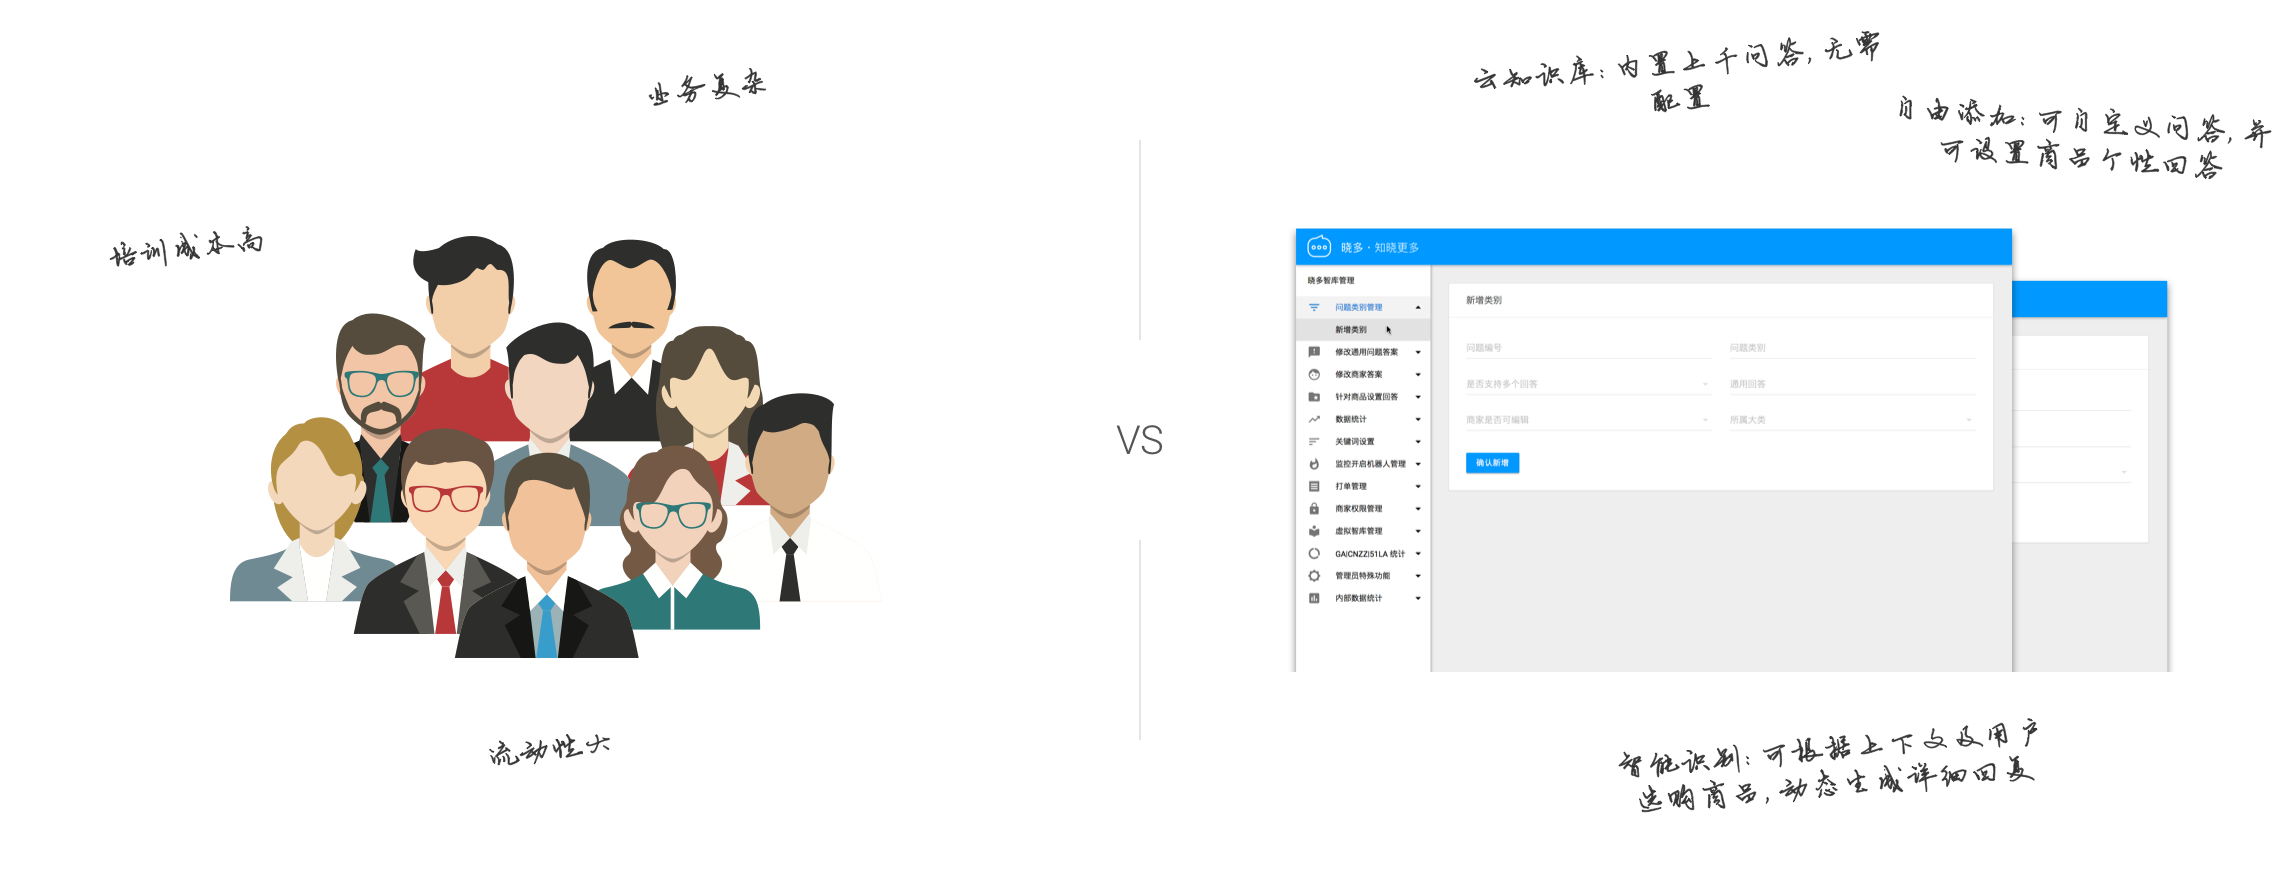 业务复杂
培训成本高
流动性大
VS
云知识库：内置上千问答，无需
配置
自由添加：可自定义问答，并
可设置商品个性回答
晓多·知晓更多
晓多智库管理
问题类别管理
新增类别
修改通用问题答案
修改商家答案
针对商品设置回答
数据统计
关键词设置
监控开启机器人管理
打单管理
商家权限管理
虚拟智库管理
GA|CNZZ|51LA 统计
管理员特殊功能
内部数据统计
新增类别
问题编号
问题类别
是否支持多个回答
通用回答
商家是否可编辑
所属大类
确认新增
智能识别：可根据上下文及用户
选购商品，动态生成详细回复